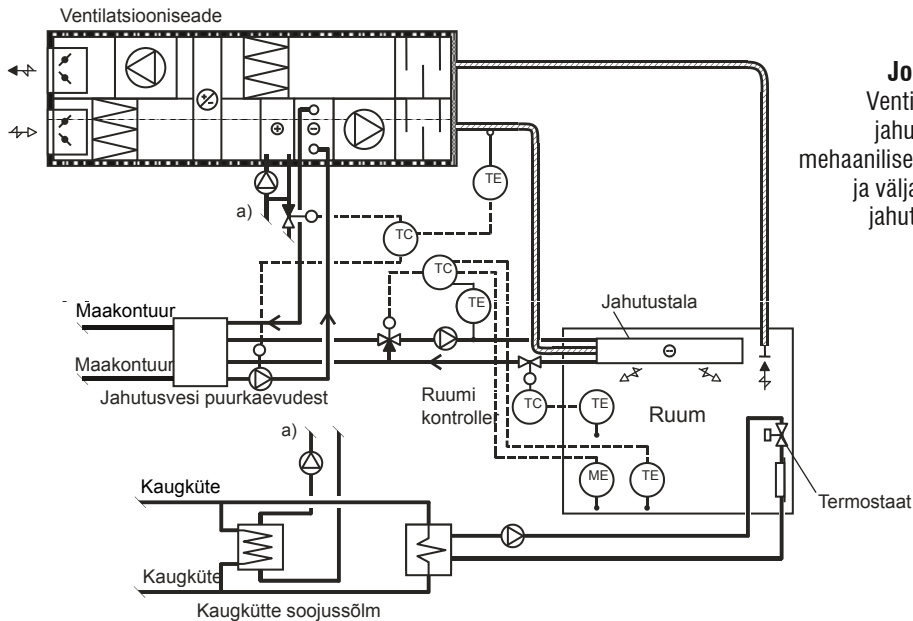 Ventilatsiooniseade
Jo
Venti
jahu
mehaanilise
ja välja
jahut
TE
a)
TC
TC
TE
Maakontuur
Jahutustala
Maakontuur
Jahutusvesi puurkaevudest
Ruumi
kontroller
TC
TE
Ruum
a)
ME
TE
Kaugküte
Termostaat
Kaugküte
Kaugkütte soojussõlm